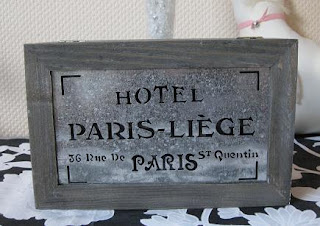 HOTEL
PARIS-LIÈGE
36 Rue De PARIS St Quentin